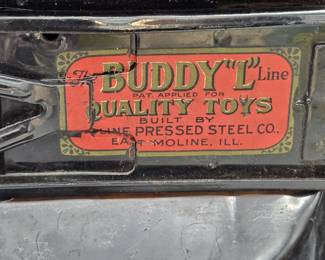 The BUDDY "L" Line
PAT. APPLIED FOR
QUALITY TOYS
BUILT BY
LINE PRESSED STEEL CO.
EAST MOLINE, ILL.